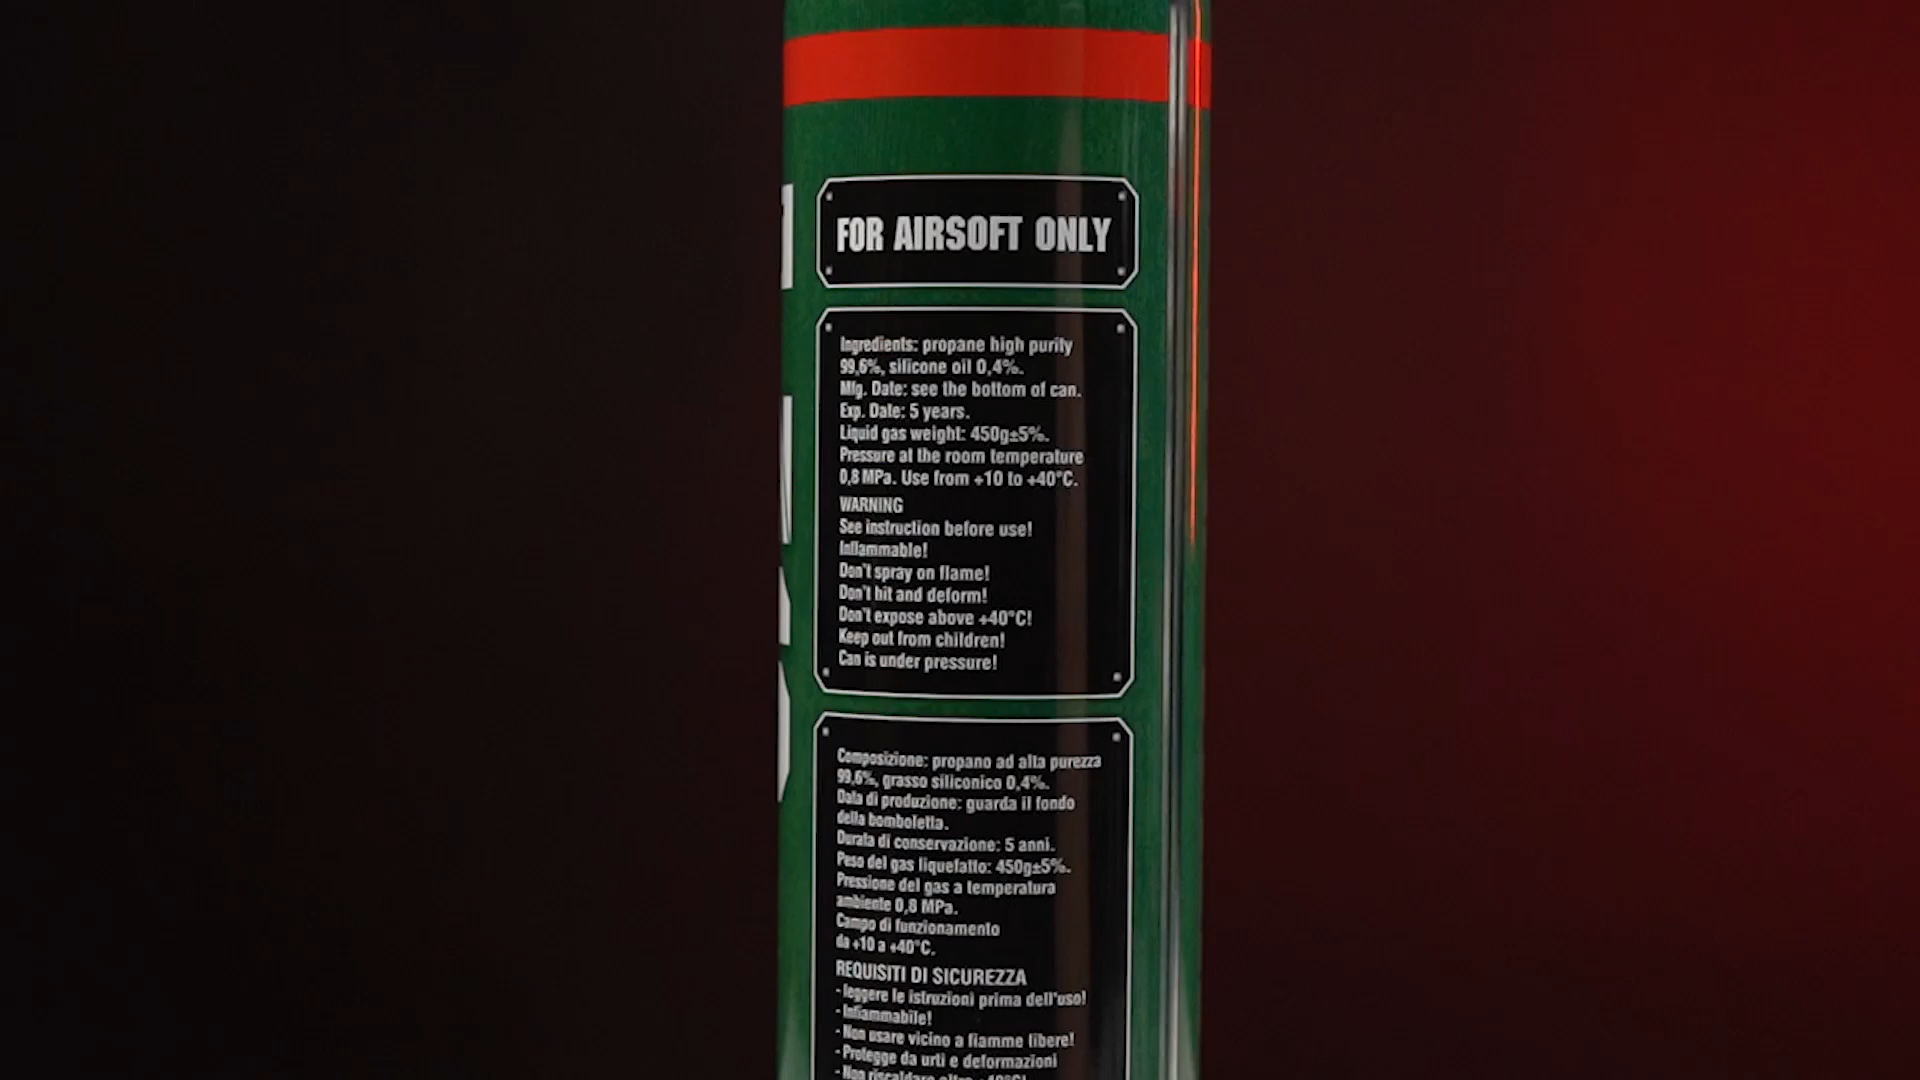 FOR AIRSOFT ONLY
Ingredients: propane high purity
99,6%, silicone oil 0,4%.
Mfg. Date: see the bottom of can.
Exp. Date: 5 years.
Liquid gas weight: 450g±5%.
Pressure at the room temperature
0,8 MPa. Use from +10 to +40°C.
WARNING
See instruction before use!
Inflammable!
Don't spray on flame!
Don't hit and deform!
Don't expose above +40°C!
Keep out from children!
Can is under pressure!
Composizione: propano ad alta purezza
99,6%, grasso siliconico 0,4%.
Data di produzione: guarda il fondo
della bomboletta.
Durata di conservazione: 5 anni.
Peso del gas liquefatto: 450g±5%.
Pressione del gas a temperatura
ambiente 0,8 MPa.
Campo di funzionamento
da +10 a +40°C.
REQUISITI DI SICUREZZA
- leggere le istruzioni prima dell'uso!
- Infiammabile!
- Non usare vicino a fiamme libere!
- Protegge da urti e deformazioni
- Non riscaldare oltre +40°C!